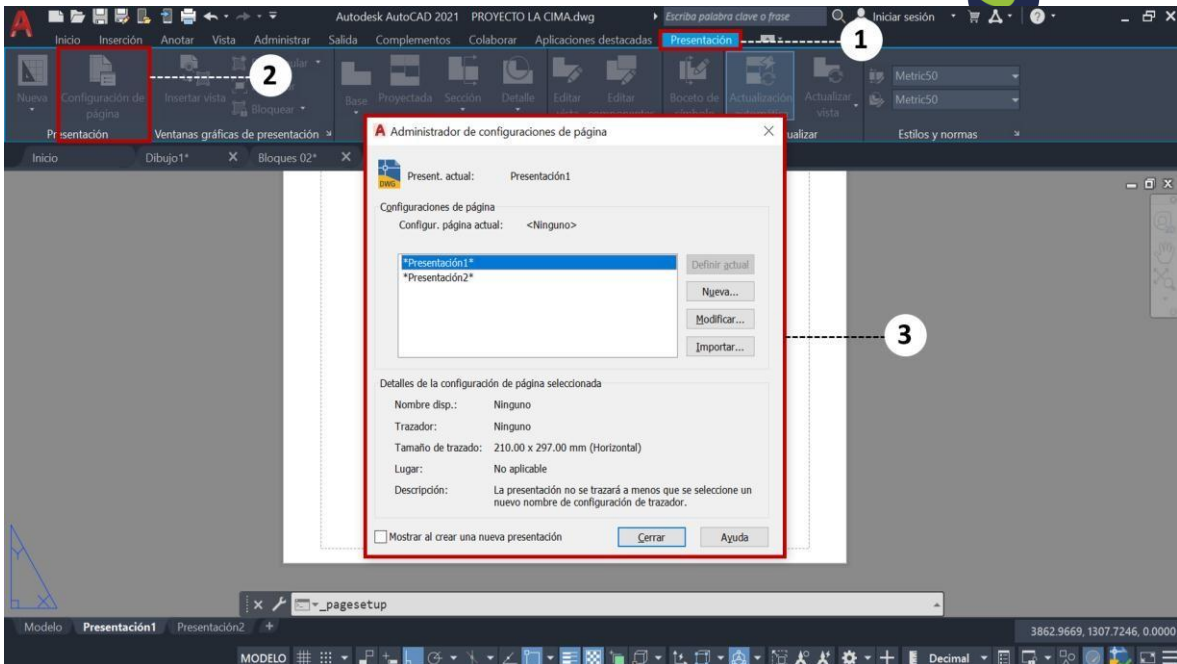 Autodesk AutoCAD 2021 PROYECTO LA CIMA.dwg Escriba palabra clave o frase Iniciar sesión
Inicio Inserción Anotar Vista Administrar Salida Complementos Colaborar Aplicaciones destacadas Presentación
1
2
Nueva Configuración de página Insertar vista Bloquear Base Proyectada Sección Detalle Editar Editar Boceto de Actualización Actualizar vista
Metric50
Metric50
Presentación Ventanas gráficas de presentación Estilos y normas
Inicio Dibujo1* Bloques 02*
Administrador de configuraciones de página
DWG
Present. actual: Presentación1
Configuraciones de página
Configur. página actual: <Ninguno>
*Presentación1*
*Presentación2*
Definir actual
Nueva...
Modificar...
Importar...
3
Detalles de la configuración de página seleccionada
Nombre disp.: Ninguno
Trazador: Ninguno
Tamaño de trazado: 210.00 x 297.00 mm (Horizontal)
Lugar: No aplicable
Descripción: La presentación no se trazará a menos que se seleccione un
nuevo nombre de configuración de trazador.
Mostrar al crear una nueva presentación Cerrar Ayuda
_pagesetup
Modelo Presentación1 Presentación2 +
3862.9669, 1307.7246, 0.0000
MODELO Decimal